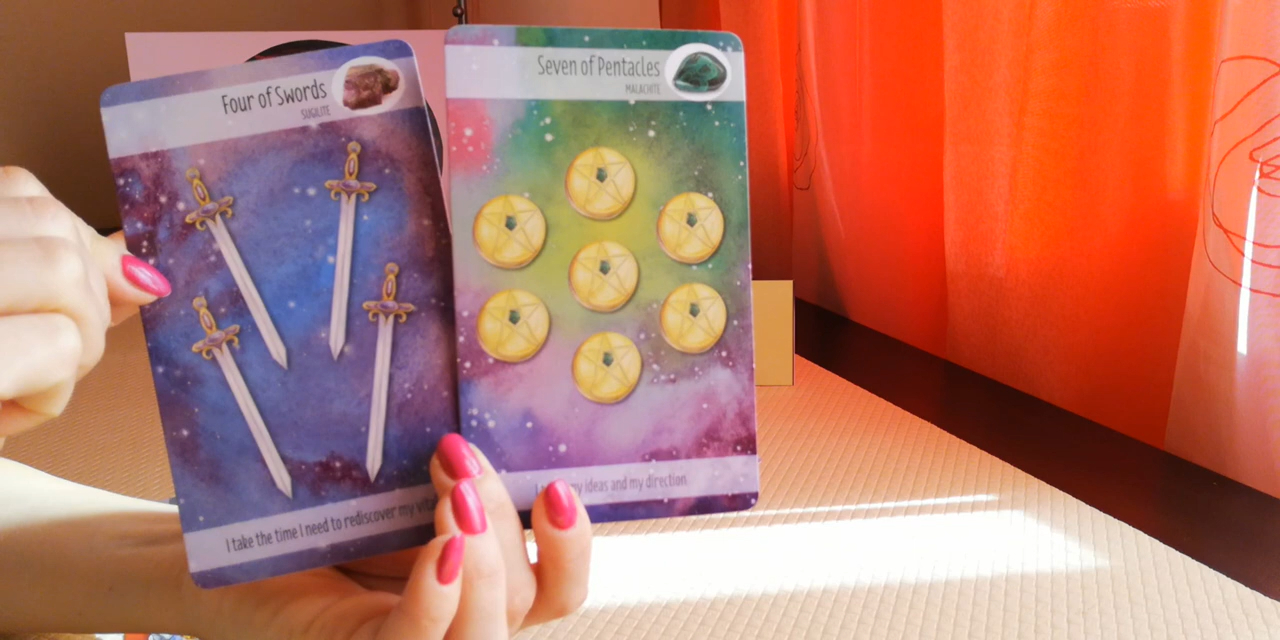 Four of Swords
SUGILITE
I take the time I need to rediscover my
Seven of Pentacles
MALACHITE
I my ideas and my direction